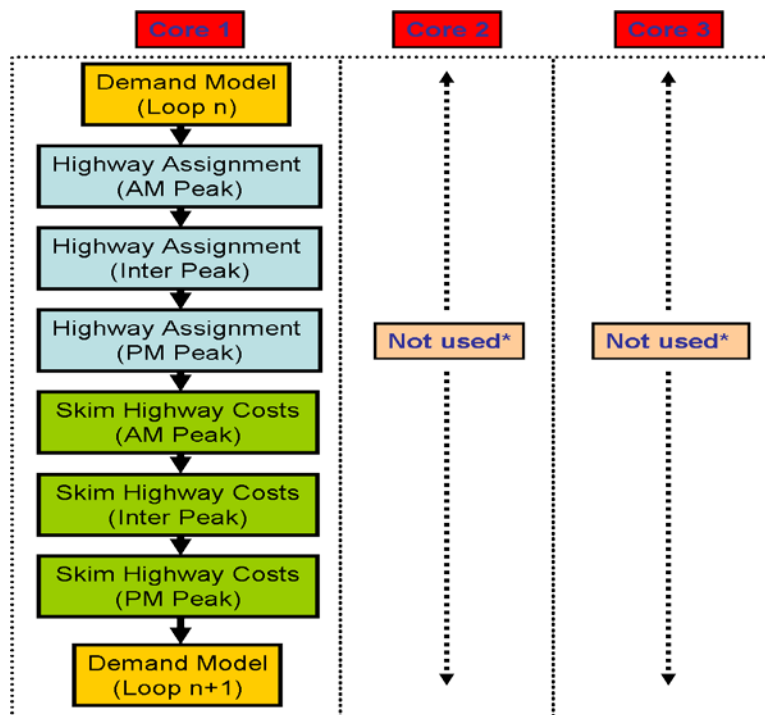 Core 1
Core 2
Core 3
Demand Model
(Loop n)
Highway Assignment
(AM Peak)
Highway Assignment
(Inter Peak)
Highway Assignment
(PM Peak)
Not used*
Not used*
Skim Highway Costs
(AM Peak)
Skim Highway Costs
(Inter Peak)
Skim Highway Costs
(PM Peak)
Demand Model
(Loop n+1)